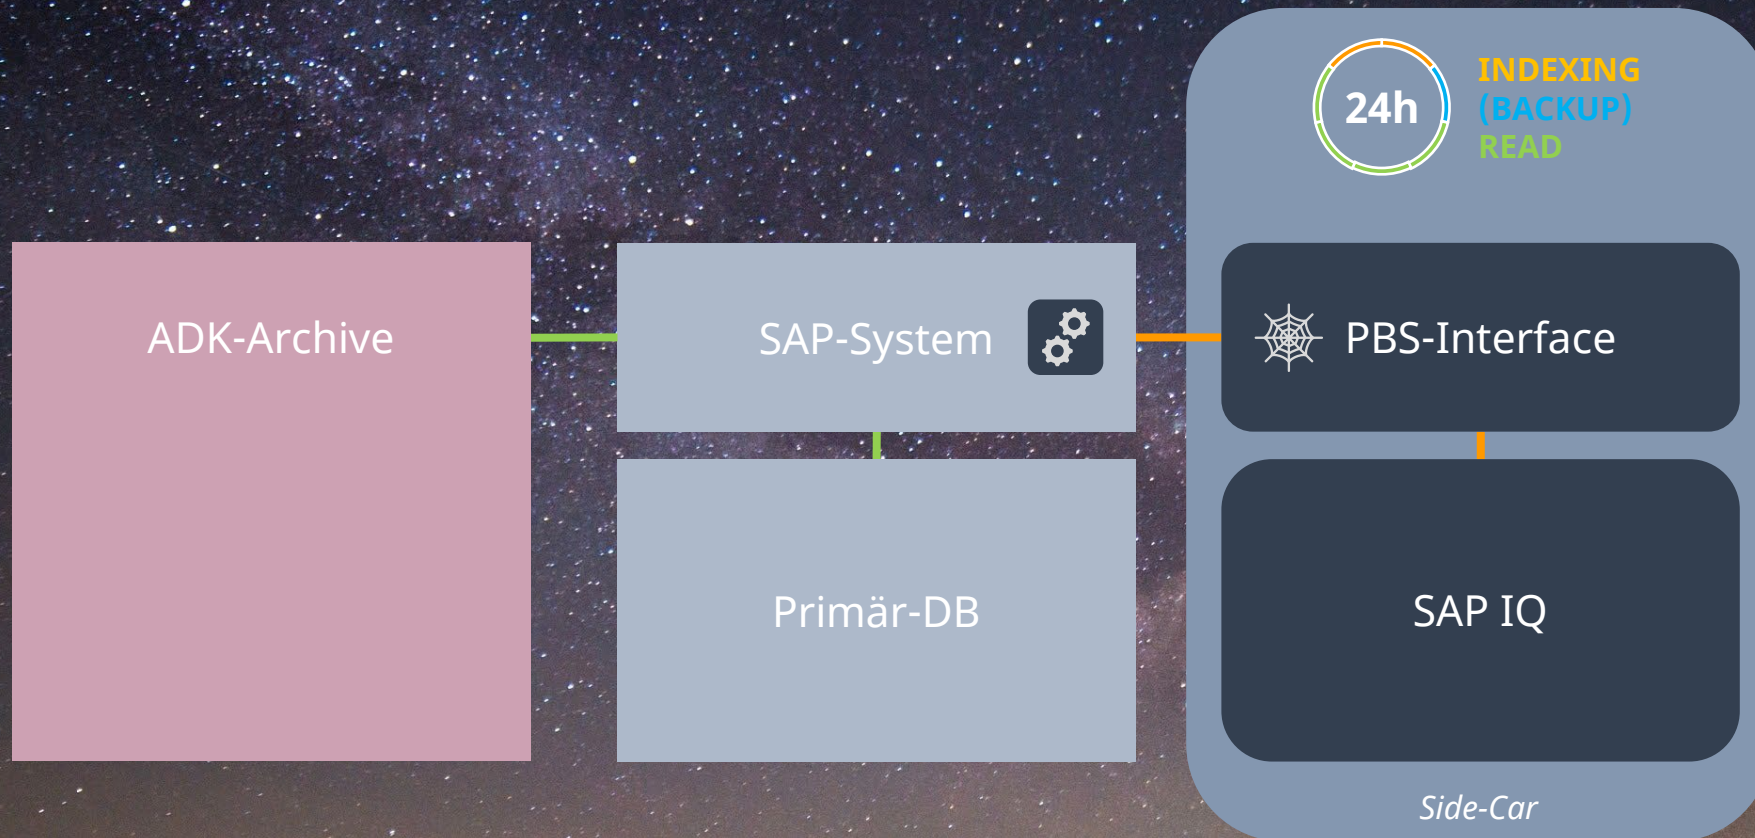 24h
INDEXING
(BACKUP)
READ
ADK-Archive
SAP-System
PBS-Interface
Primär-DB
SAP IQ
Side-Car